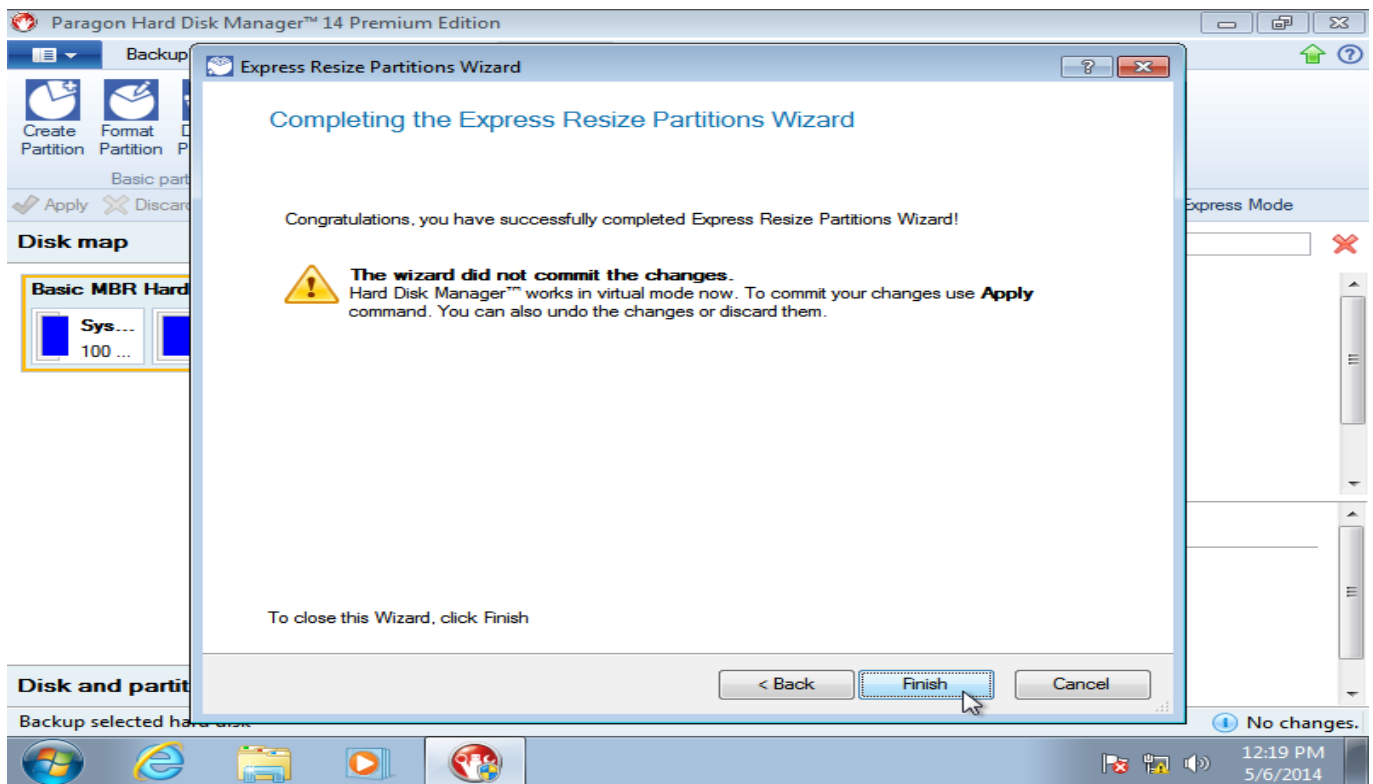 Paragon Hard Disk Manager™ 14 Premium Edition
Backup
Express Resize Partitions Wizard
Completing the Express Resize Partitions Wizard
Create
Partition
Format
Partition
Basic part
Apply
Discard
Express Mode
Congratulations, you have successfully completed Express Resize Partitions Wizard!
Disk map
The wizard did not commit the changes.
Hard Disk Manager™ works in virtual mode now. To commit your changes use Apply
command. You can also undo the changes or discard them.
Basic MBR Hard
Sys...
100 ...
To close this Wizard, click Finish
< Back
Finish
Cancel
Disk and partit
Backup selected hard disk
No changes.
12:19 PM
5/6/2014